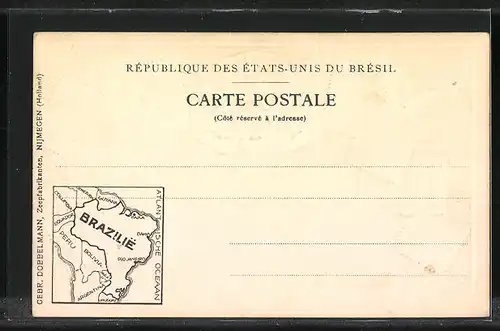 RÉPUBLIQUE DES ÉTATS-UNIS DU BRÉSIL
CARTE POSTALE
(Côté réservé à l'adresse)
GEBR. DOBBELMANN, Zeepfabrikanten, NIJMEGEN (Holland)
BRAZILIË
ATLANTISCHE OCEAAN
PERU
BOLIVIA